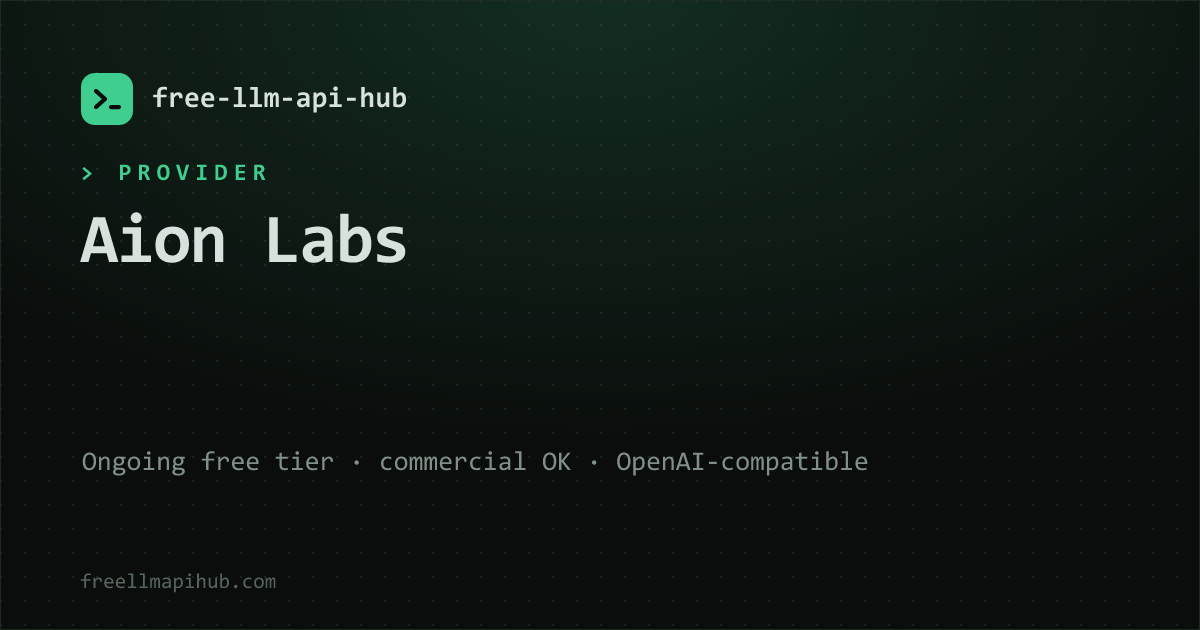 free-llm-api-hub
> PROVIDER
Aion Labs
Ongoing free tier · commercial OK · OpenAI-compatible
freellmapihub.com